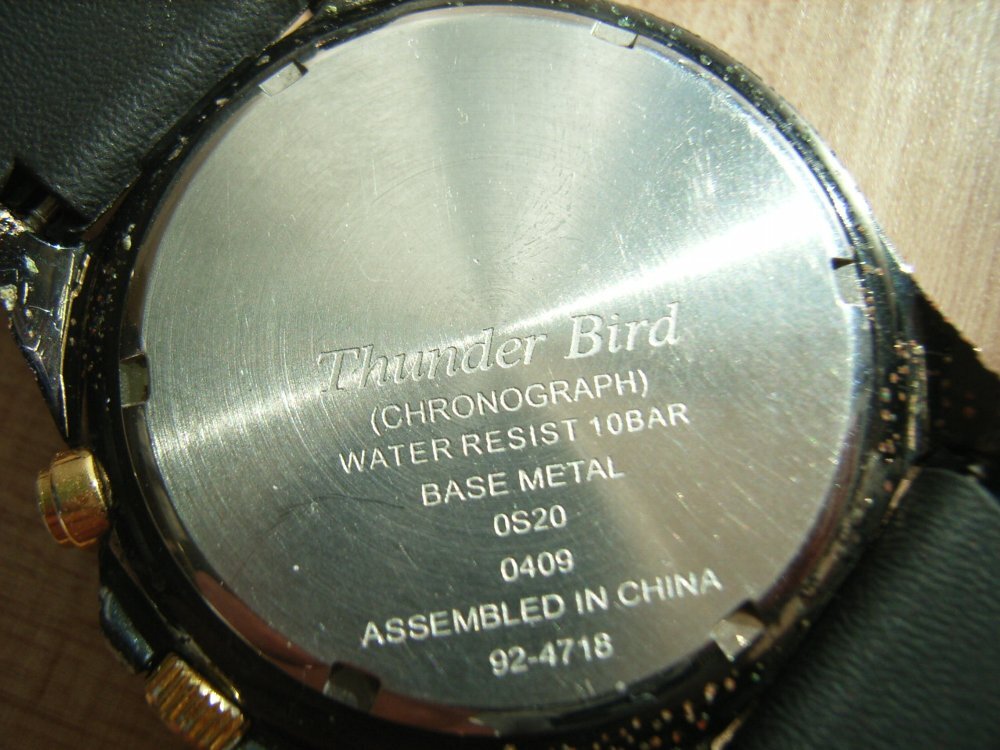 Thunder Bird
(CHRONOGRAPH)
WATER RESIST 10BAR
BASE METAL
0S20
0409
ASSEMBLED IN CHINA
92-4718